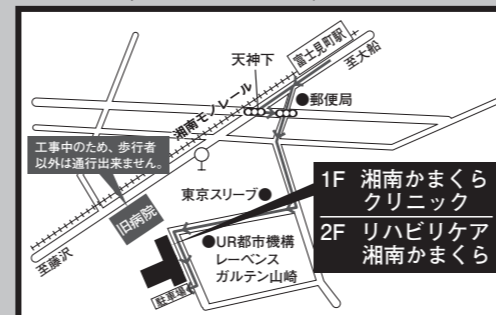 富士見町駅
至大船
天神下
●郵便局
湘南モノレール
工事中のため、歩行者
以外は通行出来ません。
旧病院
東京スリープ●
至藤沢
●UR都市機構
レーベンス
ガルテン山崎
駐車場
1F 湘南かまくら
クリニック
2F リハビリケア
湘南かまくら